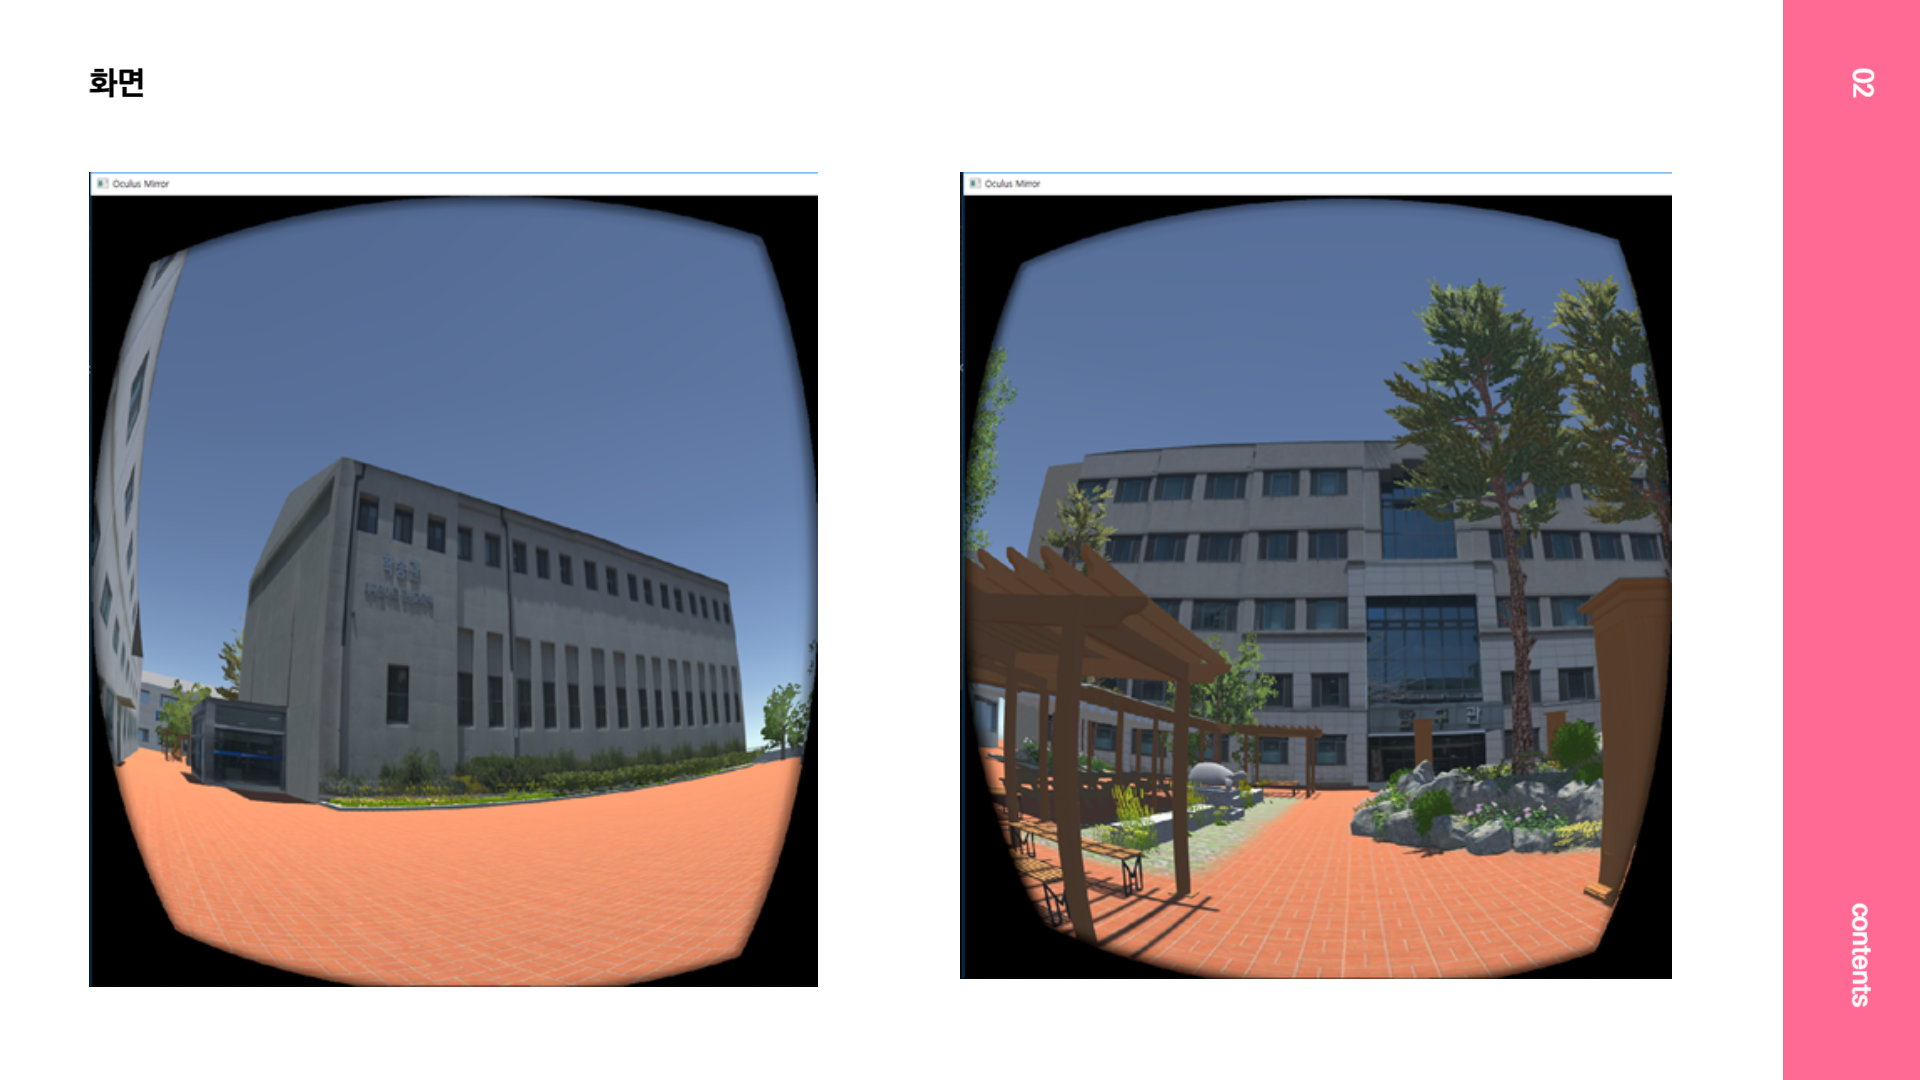 화면
02
Oculus Mirror
Oculus Mirror
contents